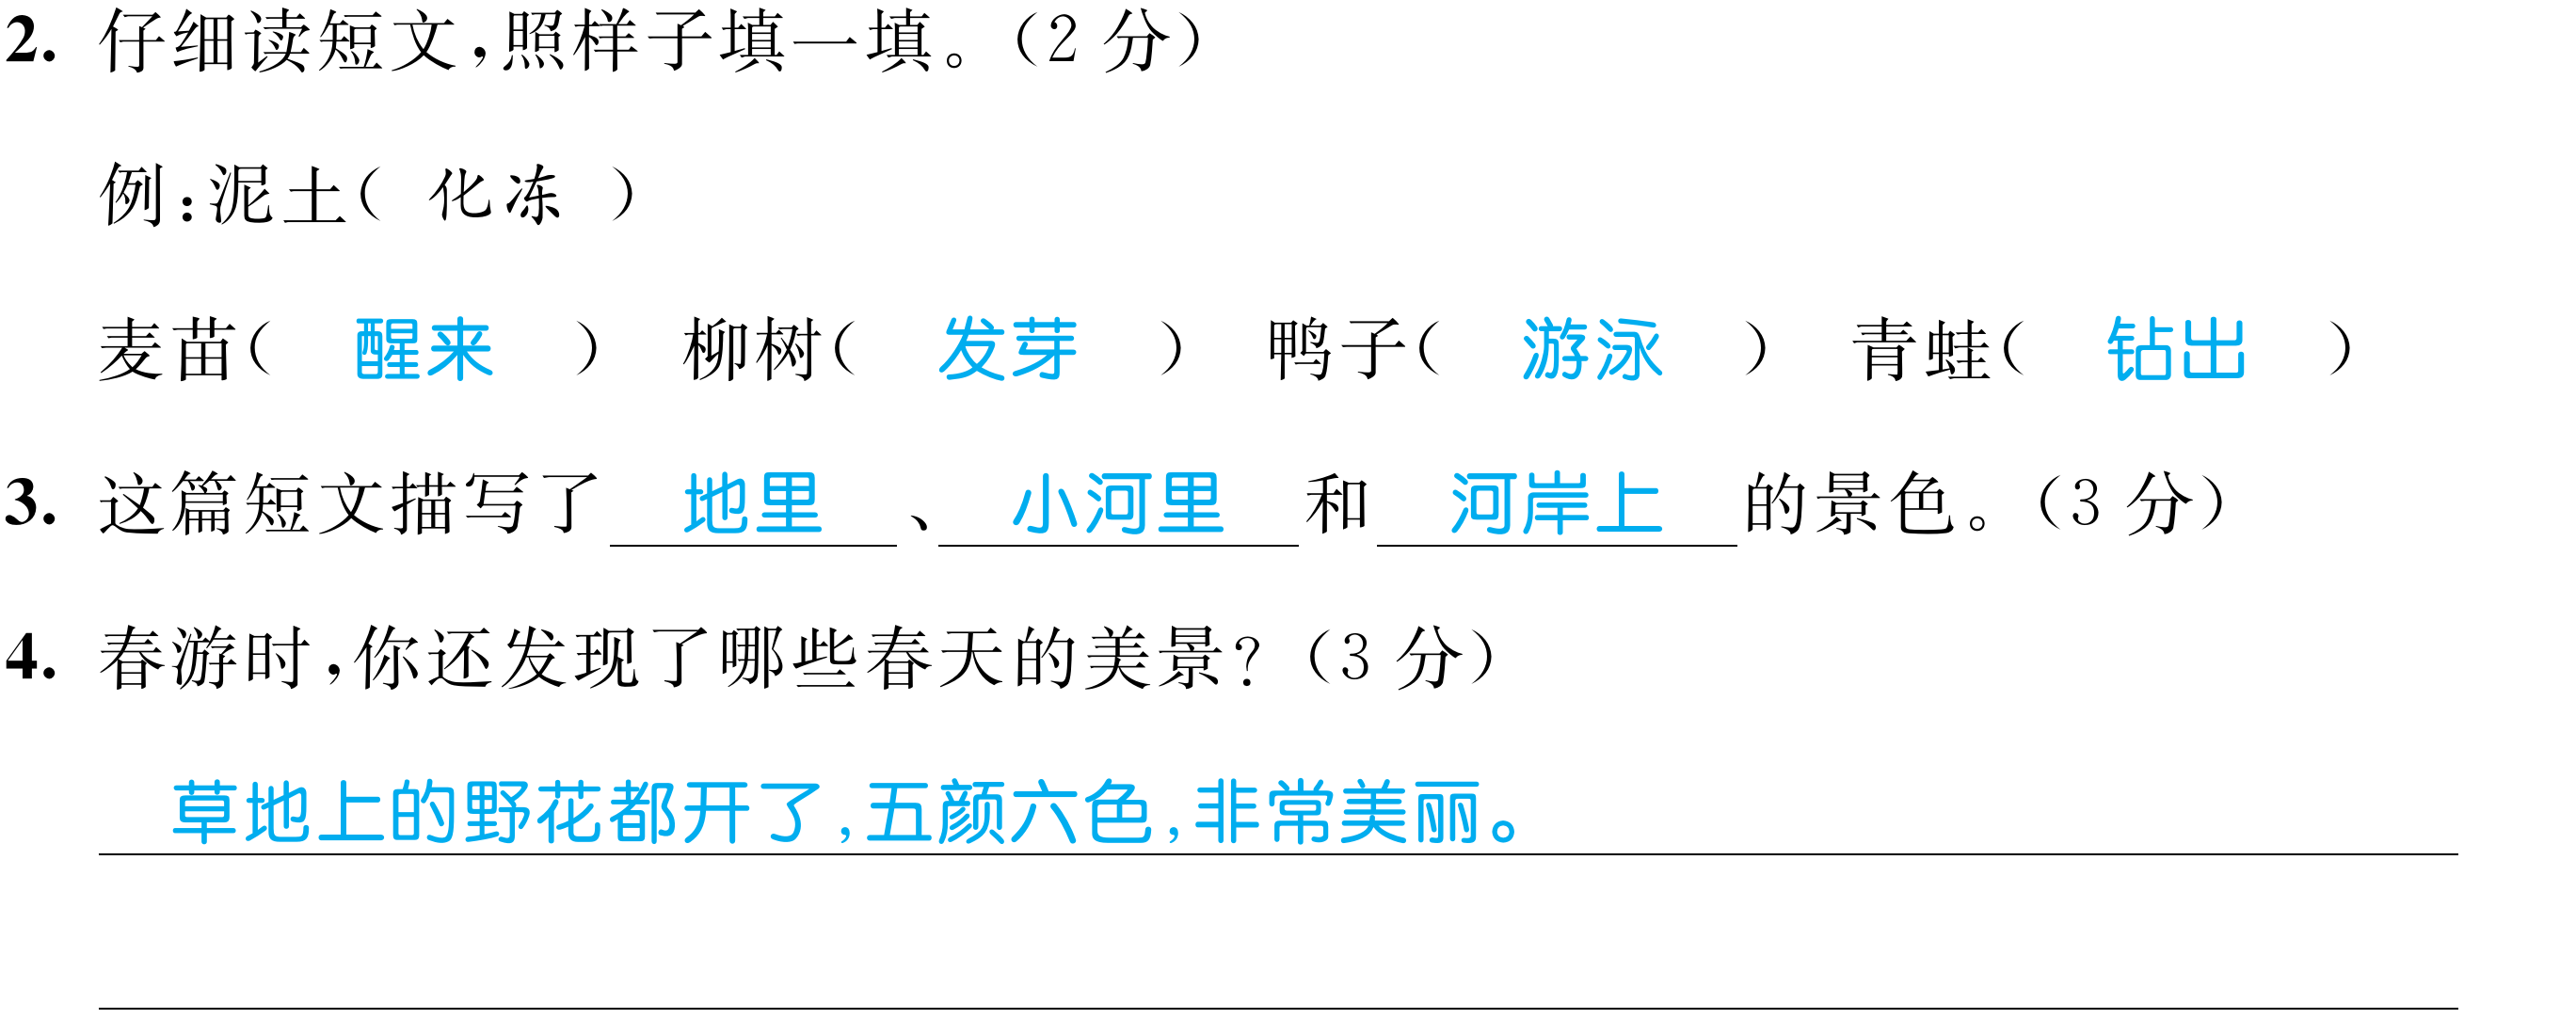 2. 仔细读短文,照样子填一填。(2 分)
例:泥土( 化冻 )
麦苗( 醒来 ) 柳树( 发芽 ) 鸭子( 游泳 ) 青蛙( 钻出 )
3. 这篇短文描写了 地里 、 小河里 和 河岸上 的景色。(3 分)
4. 春游时,你还发现了哪些春天的美景?(3 分)
草地上的野花都开了,五颜六色,非常美丽。